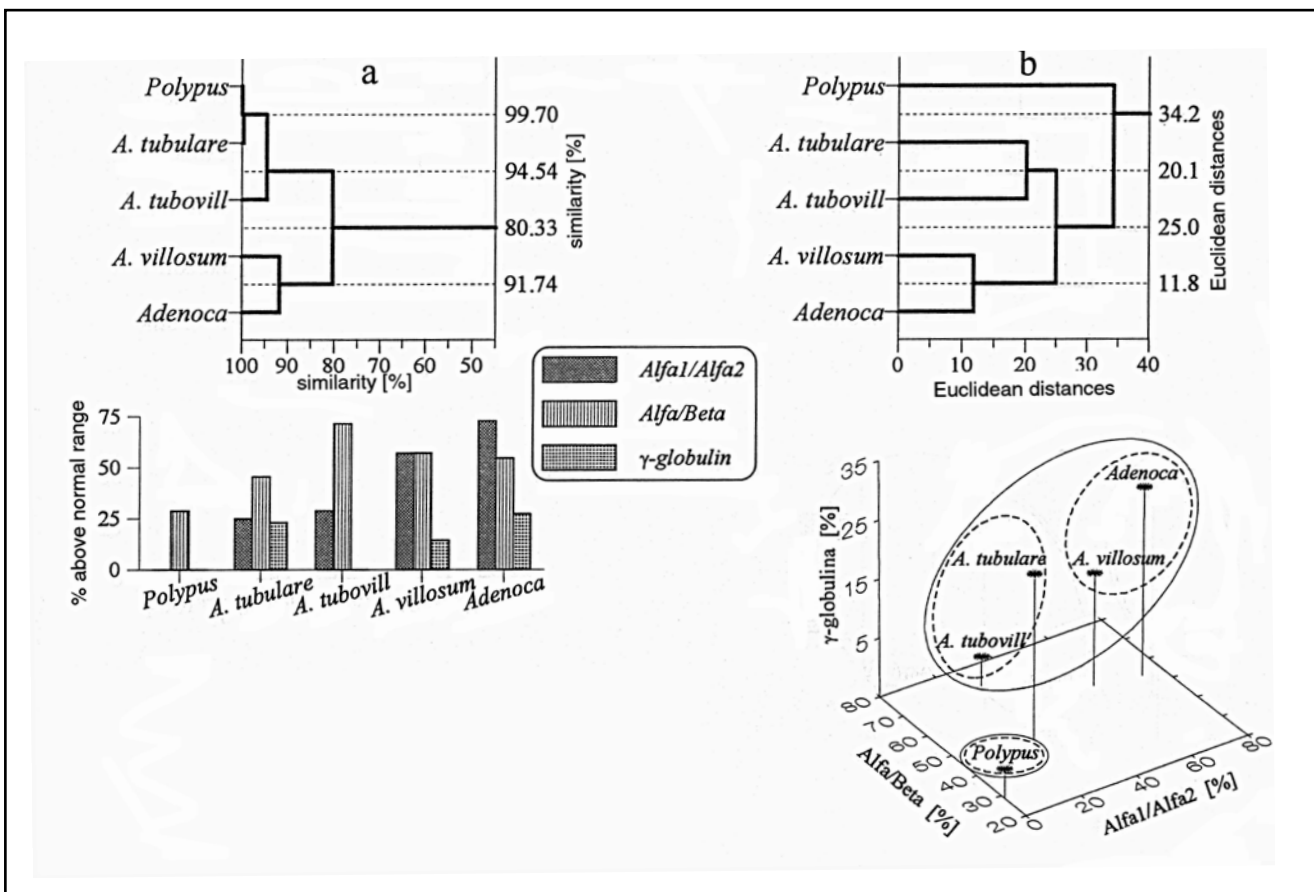 a
Polypus
A. tubulare
A. tubovill
A. villosum
Adenoca
99.70
94.54
80.33
91.74
similarity [%]
100 90 80 70 60 50
similarity [%]
b
Polypus
A. tubulare
A. tubovill
A. villosum
Adenoca
34.2
20.1
25.0
11.8
Euclidean distances
0 10 20 30 40
Euclidean distances
Alfa1/Alfa2
Alfa/Beta
γ-globulin
% above normal range
75
50
25
0
Polypus A. tubulare A. tubovill A. villosum Adenoca
γ-globulina [%]
35
25
15
5
Adenoca
A. tubulare
A. villosum
A. tubovill'
Polypus
80 70 60 50 40 30 20
Alfa/Beta [%]
0 20 40 60 80
Alfa1/Alfa2 [%]